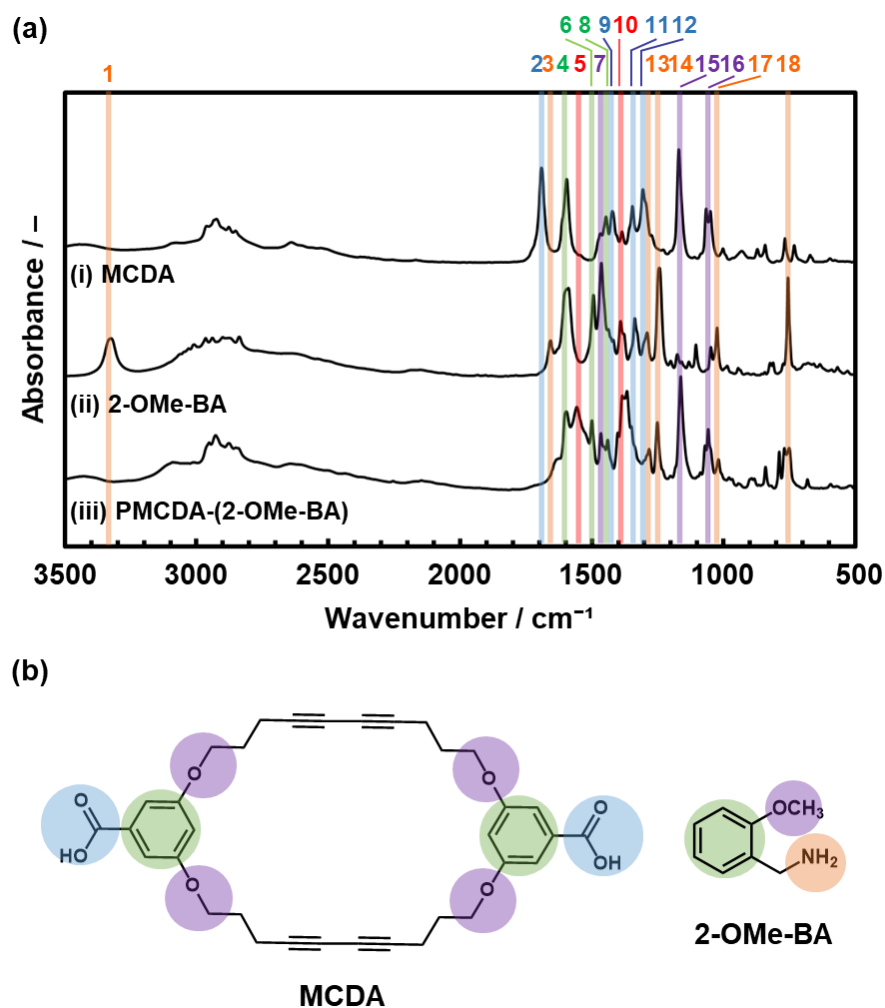 (a)
6 8 9 10 11 12
1 2 3 4 5 7 13 14 15 16 17 18
Absorbance / –
(i) MCDA
(ii) 2-OMe-BA
(iii) PMCDA-(2-OMe-BA)
3500 3000 2500 2000 1500 1000 500
Wavenumber / cm⁻¹
(b)
O
HO
O
O
O
O
O
OH
OCH₃
NH₂
2-OMe-BA
MCDA